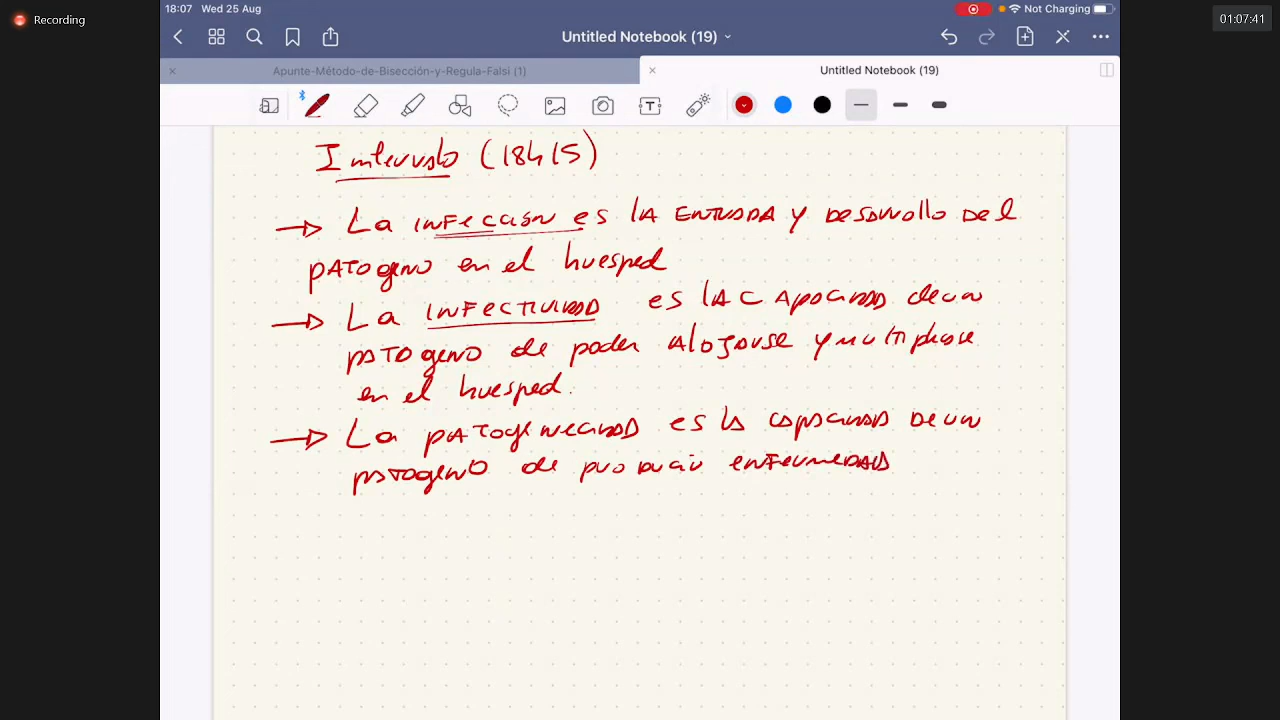 Recording
18:07 Wed 25 Aug
Not Charging
01:07:41
Untitled Notebook (19)
Apunte-Método-de-Bisección-y-Regula-Falsi (1)
Untitled Notebook (19)
Intervalo (18h15)
La infección es la entrada y desarrollo del
patogeno en el huesped
La infectividad es la capacidad de un
patogeno de poder alojarse y multiplicarse
en el huesped.
La patogenecidad es la capacidad de un
patogeno de producir enfermedad